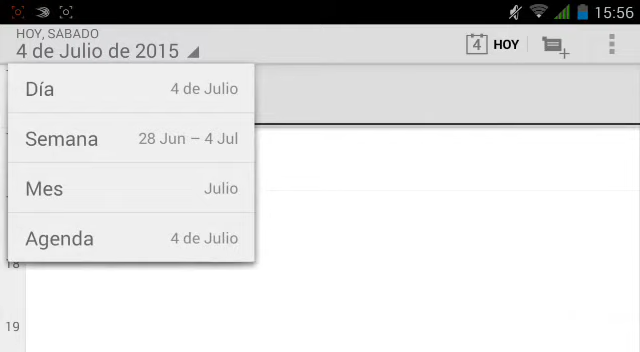 15:56
HOY, SÁBADO
4 de Julio de 2015
4 HOY
Día 4 de Julio
Semana 28 Jun – 4 Jul
Mes Julio
Agenda 4 de Julio
18
19